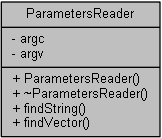 ParametersReader
- argc
- argv
+ ParametersReader()
+ ~ParametersReader()
+ findString()
+ findVector()